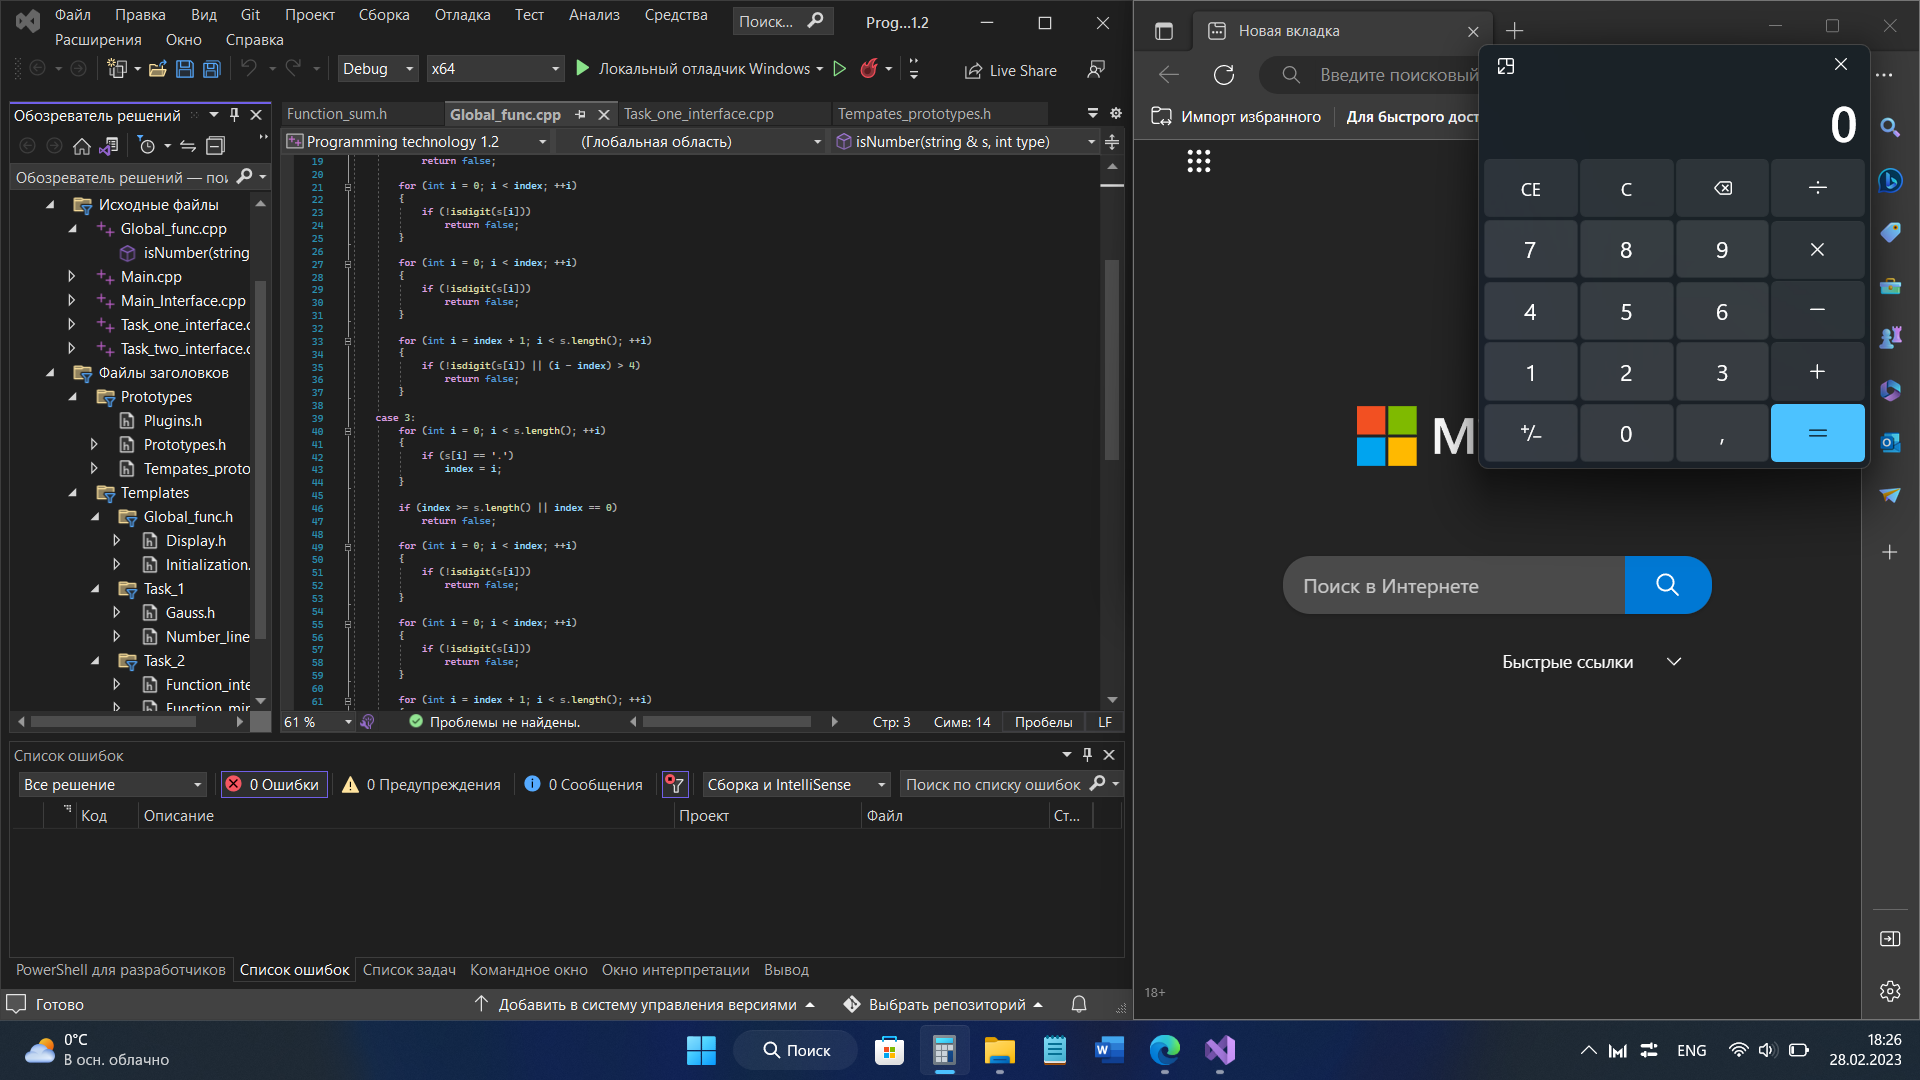 Файл Правка Вид Git Проект Сборка Отладка Тест Анализ Средства Поиск... Prog...1.2
Расширения Окно Справка
Debug x64 Локальный отладчик Windows Live Share
Обозреватель решений
Обозреватель решений — пои
Исходные файлы
Global_func.cpp
isNumber(string
Main.cpp
Main_Interface.cpp
Task_one_interface.c
Task_two_interface.c
Файлы заголовков
Prototypes
Plugins.h
Prototypes.h
Tempates_proto
Templates
Global_func.h
Display.h
Initialization.
Task_1
Gauss.h
Number_line
Task_2
Function_inte
Function_mir
Function_sum.h Global_func.cpp Task_one_interface.cpp Tempates_prototypes.h
Programming technology 1.2 (Глобальная область) isNumber(string & s, int type)
19 return false;
20
21 for (int i = 0; i < index; ++i)
22 {
23 if (!isdigit(s[i]))
24 return false;
25 }
26
27 for (int i = 0; i < index; ++i)
28 {
29 if (!isdigit(s[i]))
30 return false;
31 }
32
33 for (int i = index + 1; i < s.length(); ++i)
34 {
35 if (!isdigit(s[i]) || (i - index) > 4)
36 return false;
37 }
38
39 case 3:
40 for (int i = 0; i < s.length(); ++i)
41 {
42 if (s[i] == '.')
43 index = i;
44 }
45
46 if (index >= s.length() || index == 0)
47 return false;
48
49 for (int i = 0; i < index; ++i)
50 {
51 if (!isdigit(s[i]))
52 return false;
53 }
54
55 for (int i = 0; i < index; ++i)
56 {
57 if (!isdigit(s[i]))
58 return false;
59 }
60
61 for (int i = index + 1; i < s.length(); ++i)
61 % Проблемы не найдены. Стр: 3 Симв: 14 Пробелы LF
Список ошибок
Все решение 0 Ошибки 0 Предупреждения 0 Сообщения Сборка и IntelliSense Поиск по списку ошибок
Код Описание Проект Файл Ст...
PowerShell для разработчиков Список ошибок Список задач Командное окно Окно интерпретации Вывод
Готово Добавить в систему управления версиями Выбрать репозиторий
Новая вкладка
Введите поисковый
Импорт избранного Для быстрого дост
M
Поиск в Интернете
Быстрые ссылки
18+
0
CE C ÷
7 8 9 ×
4 5 6 −
1 2 3 +
+/− 0 , =
0°C
В осн. облачно
Поиск
ENG
18:26
28.02.2023